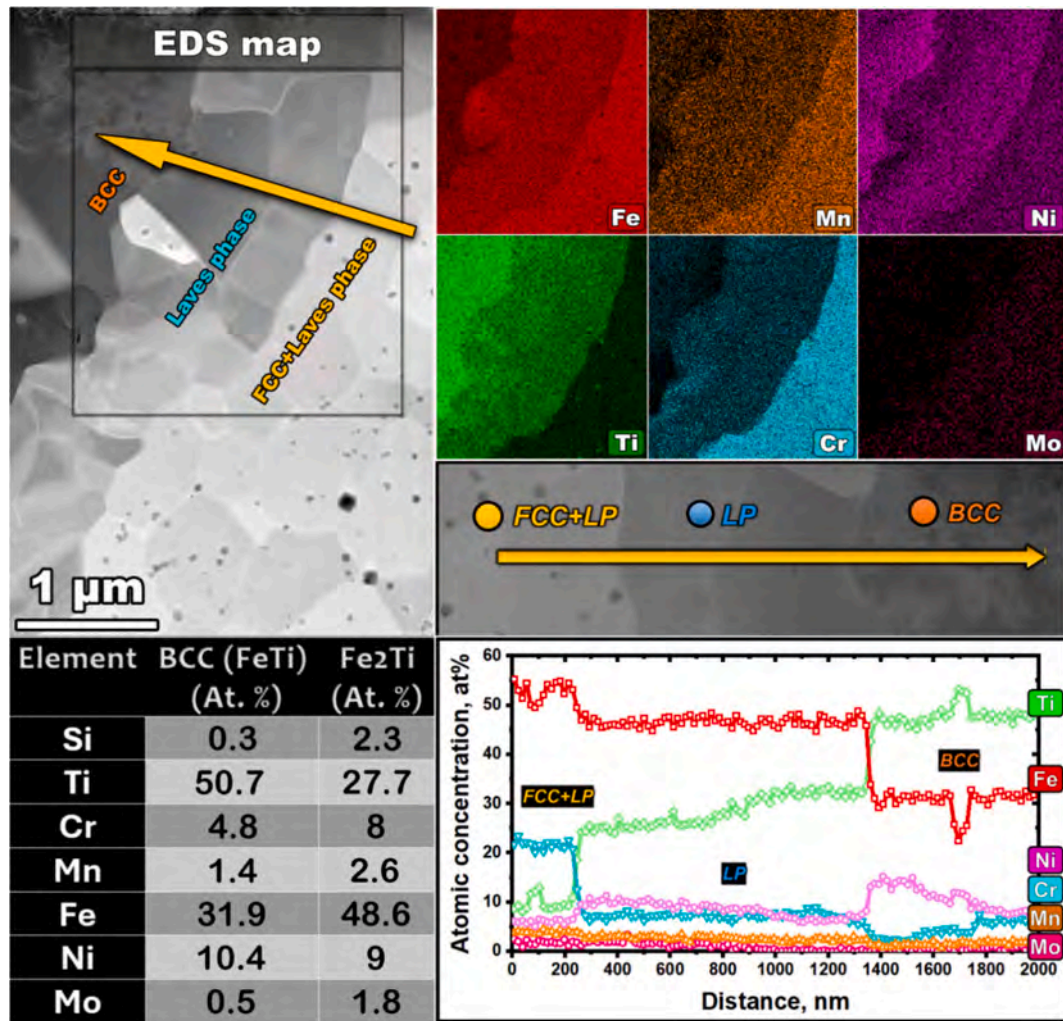 EDS map
BCC
Laves phase
FCC+Laves phase
1 µm
Fe
Mn
Ni
Ti
Cr
Mo
FCC+LP
LP
BCC
Element BCC (FeTi) (At. %) Fe2Ti (At. %)
Si 0.3 2.3
Ti 50.7 27.7
Cr 4.8 8
Mn 1.4 2.6
Fe 31.9 48.6
Ni 10.4 9
Mo 0.5 1.8
Atomic concentration, at%
60
50
40
30
20
10
0
FCC+LP
LP
BCC
Ti
Fe
Ni
Cr
Mn
Mo
0 200 400 600 800 1000 1200 1400 1600 1800 2000
Distance, nm